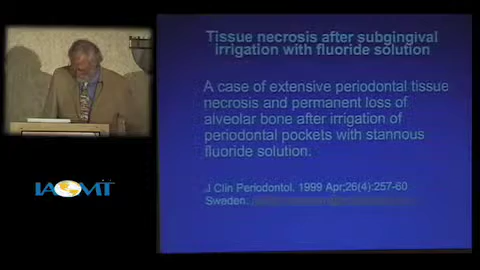 Tissue necrosis after subgingival
irrigation with fluoride solution
A case of extensive periodontal tissue
necrosis and permanent loss of
alveolar bone after irrigation of
periodontal pockets with stannous
fluoride solution.
J Clin Periodontol. 1999 Apr;26(4):257-60
Sweden:
IAOMT